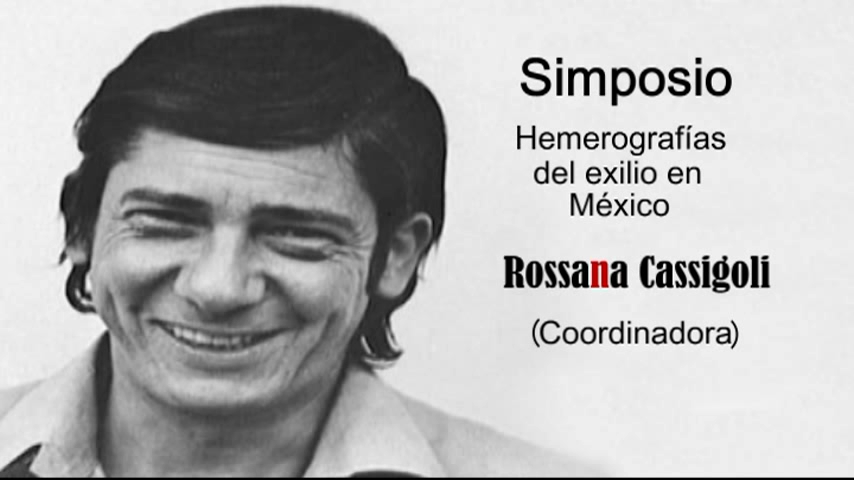 Simposio
Hemerografías
del exilio en
México
Rossana Cassigoli
(Coordinadora)